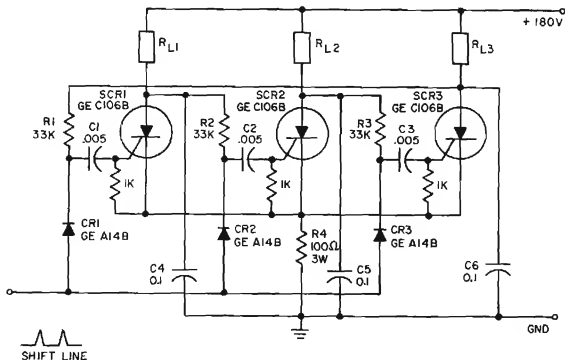 + 180V
RL1
RL2
RL3
SCR1
GE C106B
SCR2
GE C106B
SCR3
GE C106B
R1
33K
C1
.005
R2
33K
C2
.005
R3
33K
C3
.005
1K
1K
1K
CR1
GE A14B
CR2
GE A14B
R4
100Ω
3W
CR3
GE A14B
C4
0.1
C5
0.1
C6
0.1
GND
SHIFT LINE